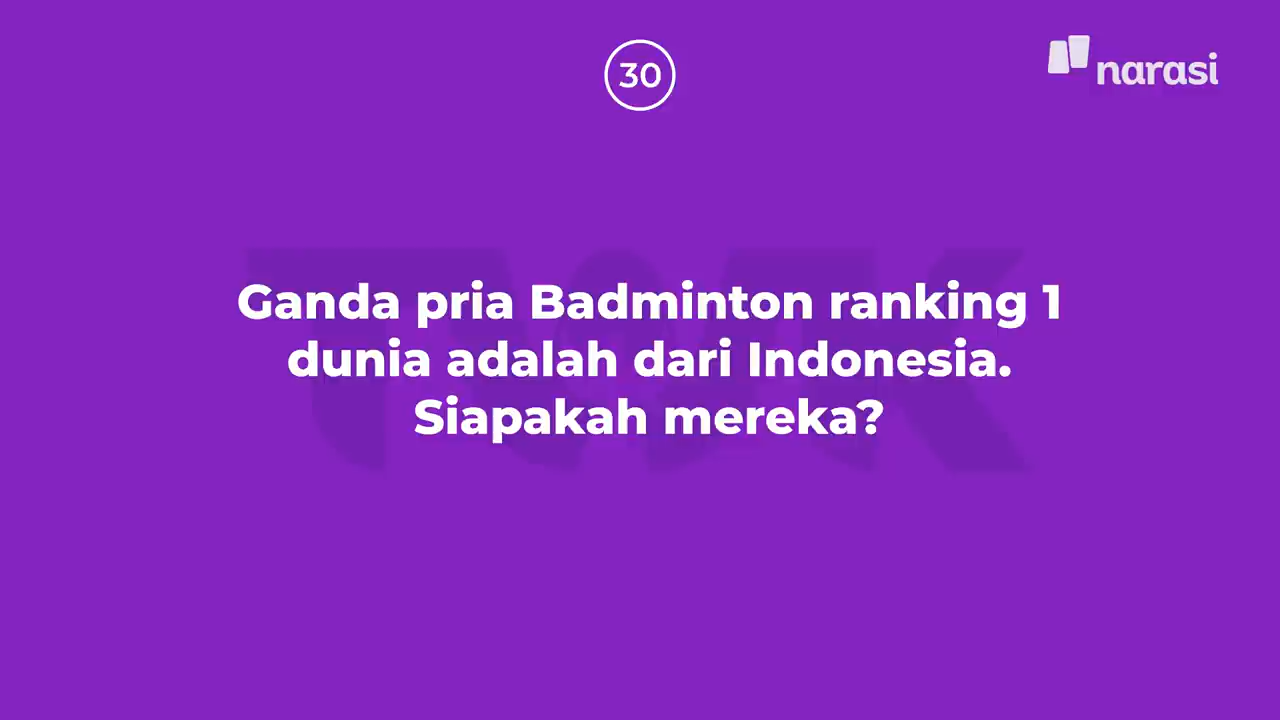 30
narasi
Ganda pria Badminton ranking 1
dunia adalah dari Indonesia.
Siapakah mereka?